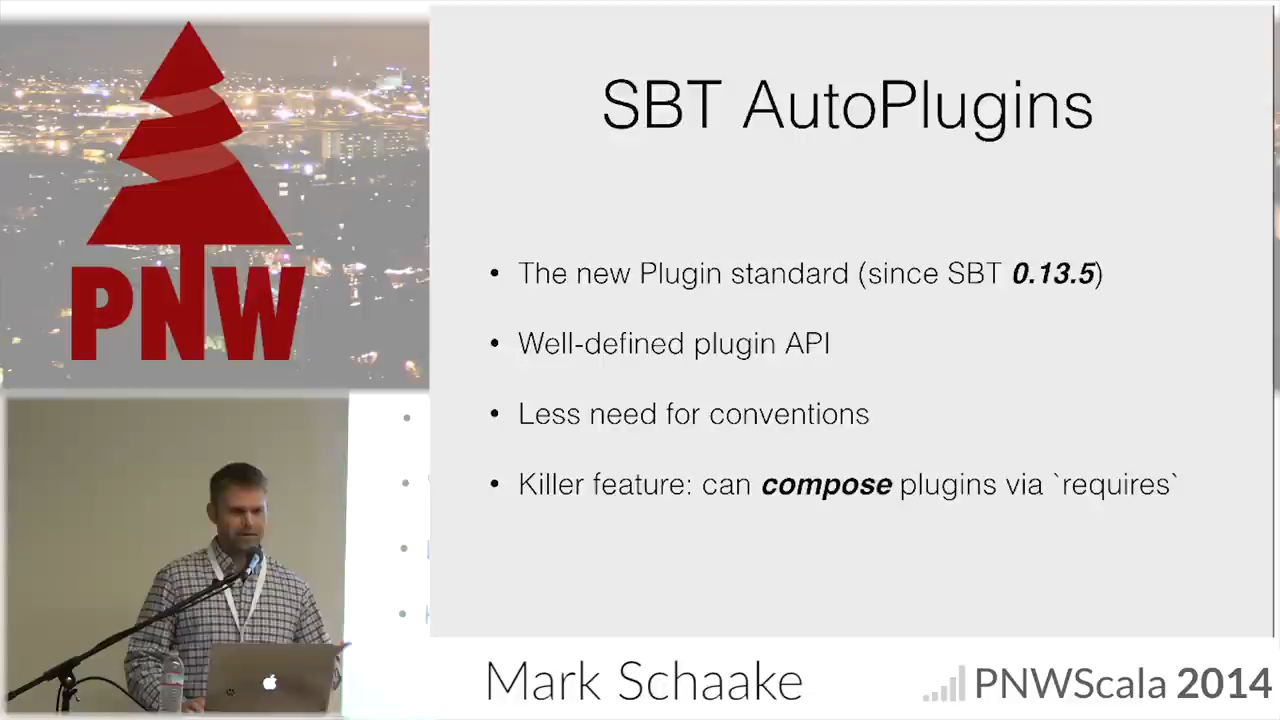 PNW
SBT AutoPlugins
• The new Plugin standard (since SBT 0.13.5)
• Well-defined plugin API
• Less need for conventions
• Killer feature: can compose plugins via `requires`
Mark Schaake
PNWScala 2014